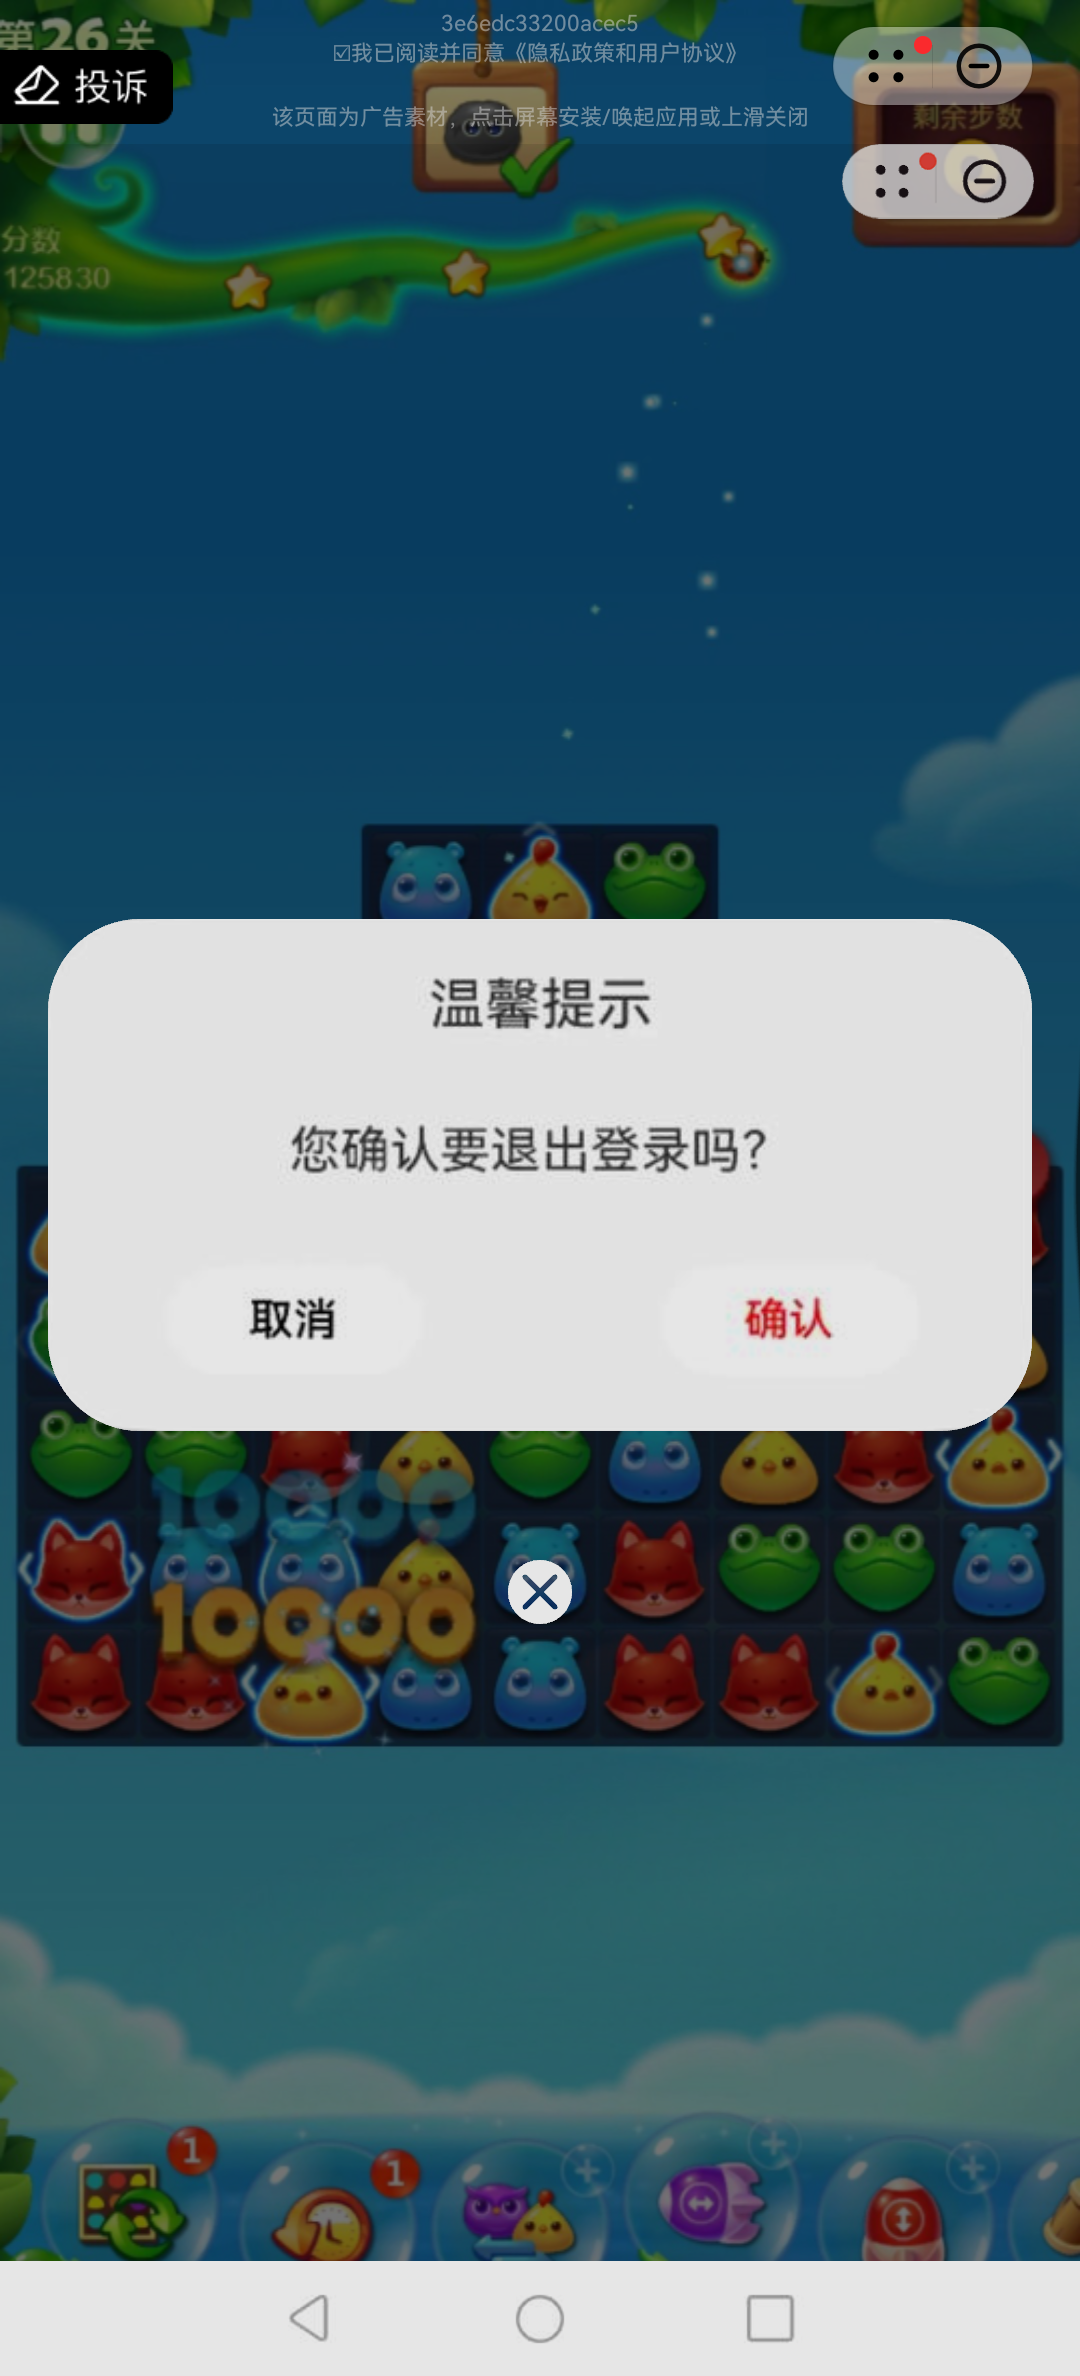 第26关
3e6edc33200acec5
☑我已阅读并同意《隐私政策和用户协议》
投诉
该页面为广告素材，点击屏幕安装/唤起应用或上滑关闭
剩余步数
分数
125830
温馨提示
您确认要退出登录吗？
取消
确认
10000
10000
1
1